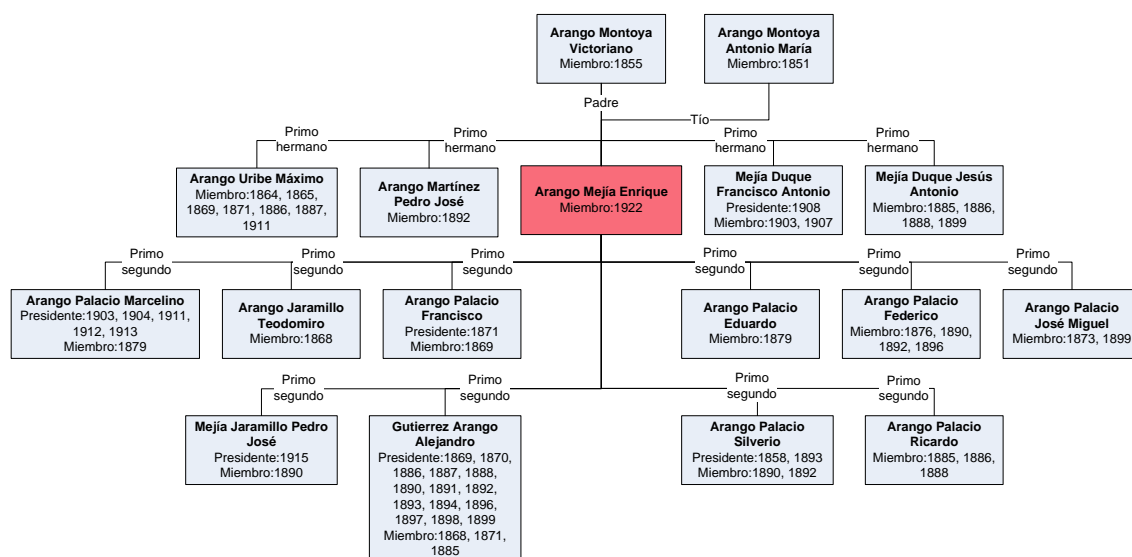 Arango Montoya
Victoriano
Miembro:1855
Arango Montoya
Antonio María
Miembro:1851
Padre
Tío
Primo
hermano
Primo
hermano
Primo
hermano
Primo
hermano
Arango Uribe Máximo
Miembro:1864, 1865,
1869, 1871, 1886, 1887,
1911
Arango Martínez
Pedro José
Miembro:1892
Arango Mejía Enrique
Miembro:1922
Mejía Duque
Francisco Antonio
Presidente:1908
Miembro:1903, 1907
Mejía Duque Jesús
Antonio
Miembro:1885, 1886,
1888, 1899
Primo
segundo
Primo
segundo
Primo
segundo
Primo
segundo
Primo
segundo
Primo
segundo
Arango Palacio Marcelino
Presidente:1903, 1904, 1911,
1912, 1913
Miembro:1879
Arango Jaramillo
Teodomiro
Miembro:1868
Arango Palacio
Francisco
Presidente:1871
Miembro:1869
Arango Palacio
Eduardo
Miembro:1879
Arango Palacio
Federico
Miembro:1876, 1890,
1892, 1896
Arango Palacio
José Miguel
Miembro:1873, 1899
Primo
segundo
Primo
segundo
Primo
segundo
Primo
segundo
Mejía Jaramillo Pedro
José
Presidente:1915
Miembro:1890
Gutierrez Arango
Alejandro
Presidente:1869, 1870,
1886, 1887, 1888,
1890, 1891, 1892,
1893, 1894, 1896,
1897, 1898, 1899
Miembro:1868, 1871,
1885
Arango Palacio
Silverio
Presidente:1858, 1893
Miembro:1890, 1892
Arango Palacio
Ricardo
Miembro:1885, 1886,
1888